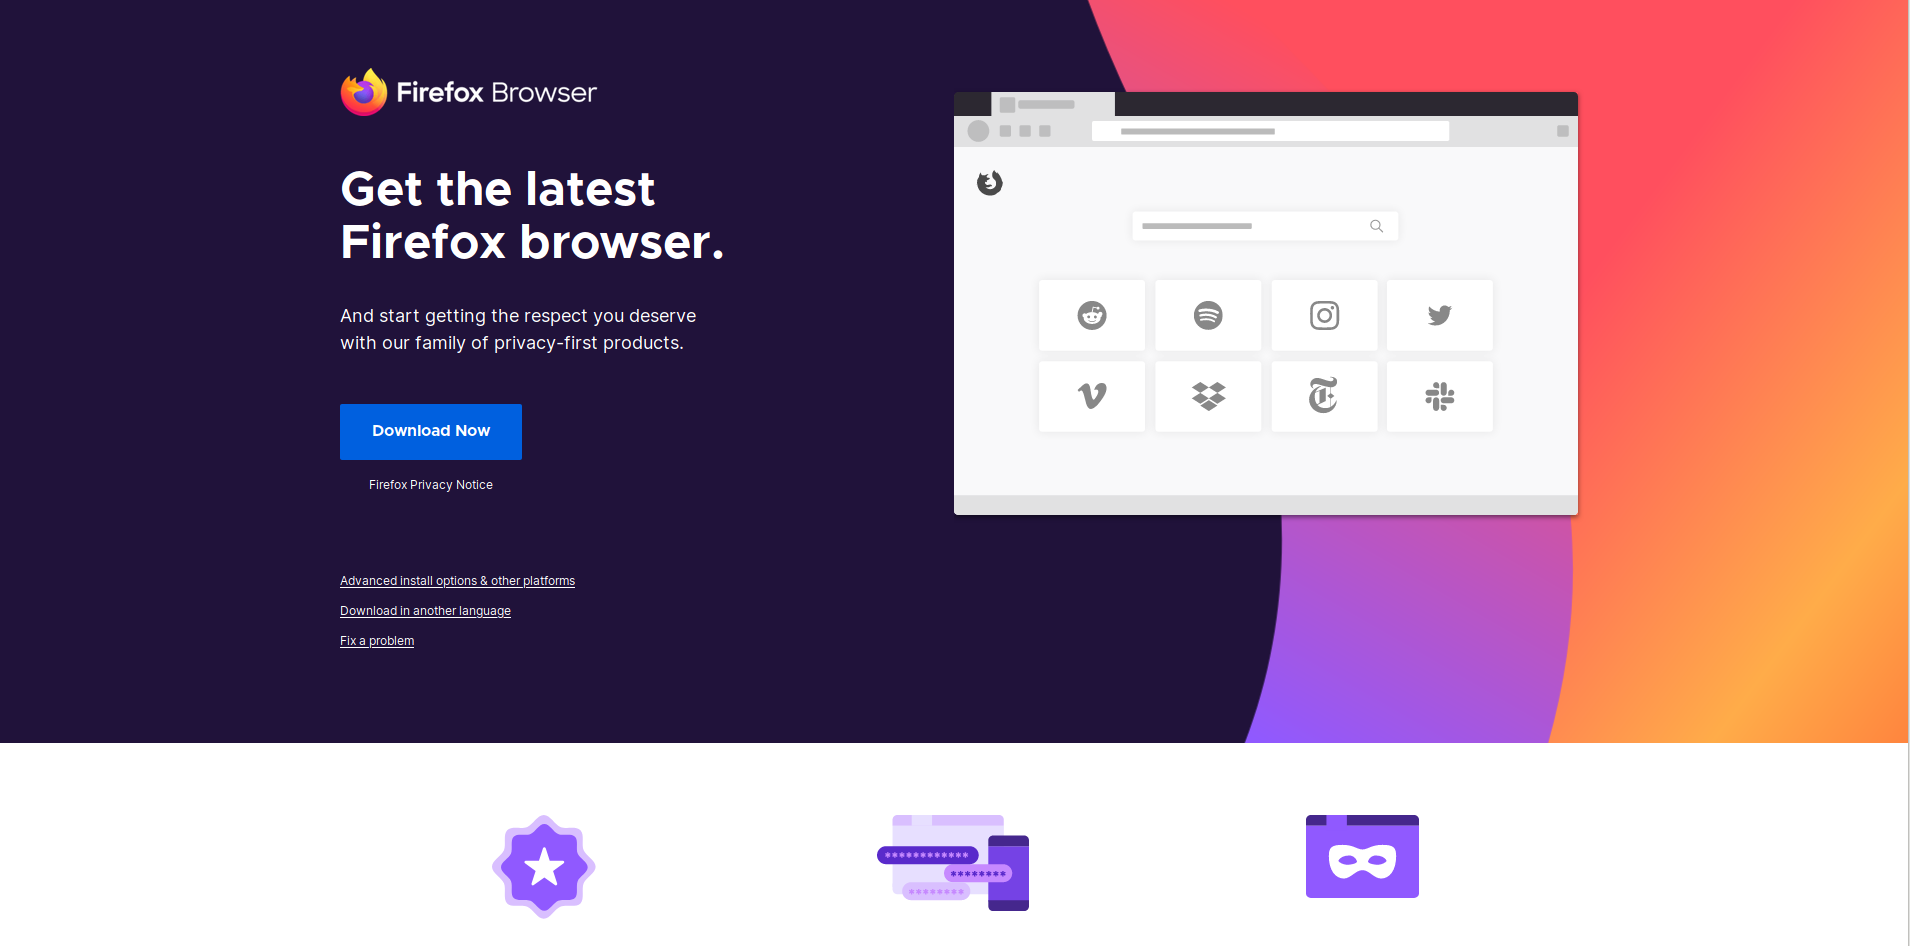 Firefox Browser
Get the latest
Firefox browser.
And start getting the respect you deserve
with our family of privacy-first products.
Download Now
Firefox Privacy Notice
Advanced install options & other platforms
Download in another language
Fix a problem